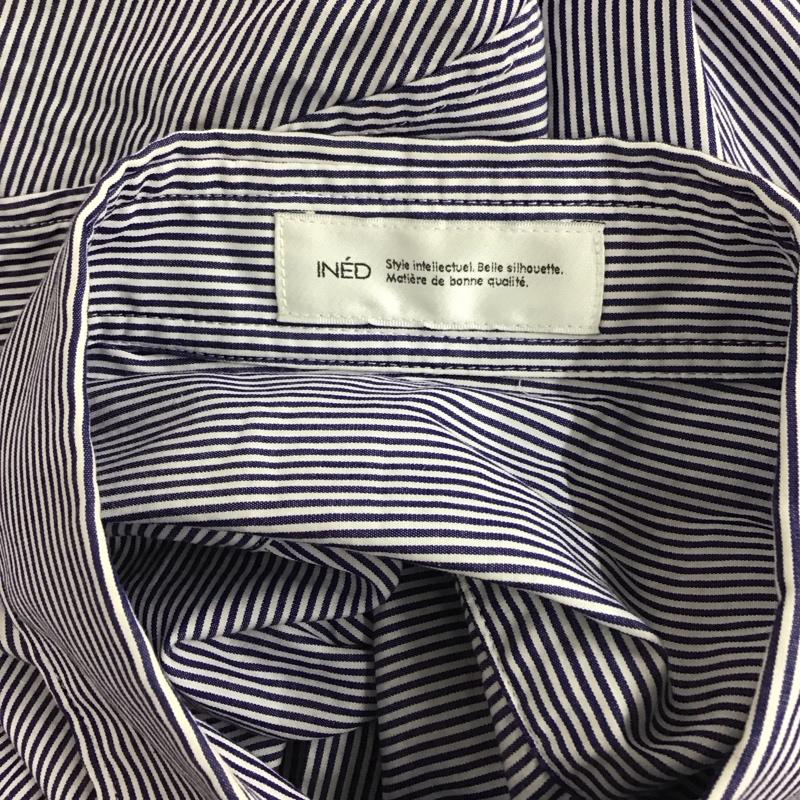 INÉD
Style intellectuel. Belle silhouette.
Matière de bonne qualité.